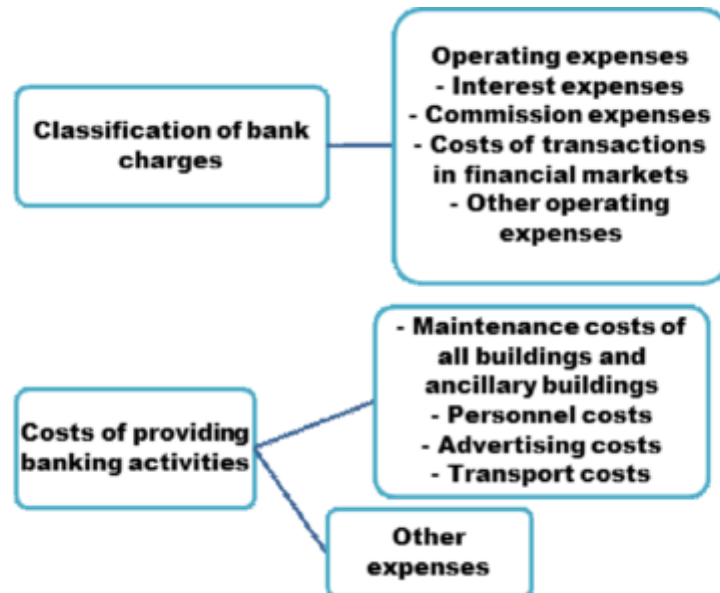 Classification of bank
charges
Operating expenses
- Interest expenses
- Commission expenses
- Costs of transactions
in financial markets
- Other operating
expenses
Costs of providing
banking activities
- Maintenance costs of
all buildings and
ancillary buildings
- Personnel costs
- Advertising costs
- Transport costs
Other
expenses